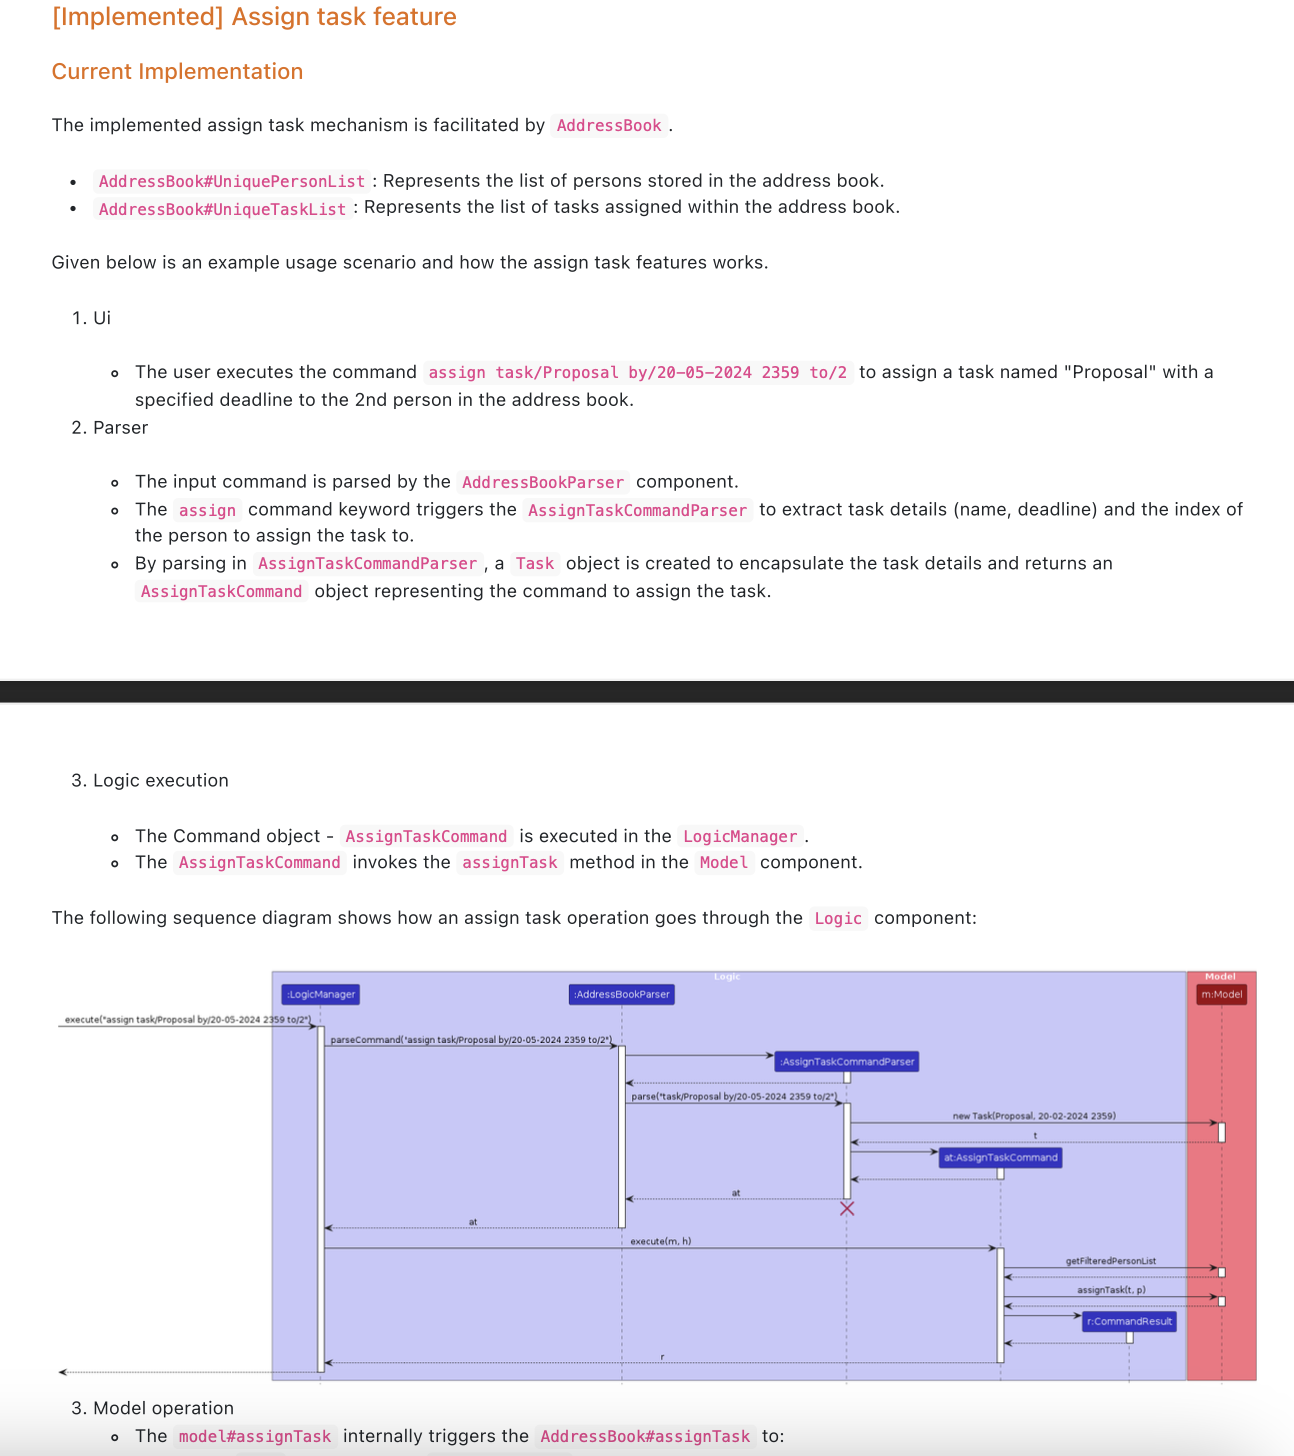 [Implemented] Assign task feature
Current Implementation
The implemented assign task mechanism is facilitated by AddressBook .
• AddressBook#UniquePersonList : Represents the list of persons stored in the address book.
• AddressBook#UniqueTaskList : Represents the list of tasks assigned within the address book.
Given below is an example usage scenario and how the assign task features works.
1. Ui
The user executes the command assign task/Proposal by/20-05-2024 2359 to/2 to assign a task named "Proposal" with a
specified deadline to the 2nd person in the address book.
2. Parser
The input command is parsed by the AddressBookParser component.
The assign command keyword triggers the AssignTaskCommandParser to extract task details (name, deadline) and the index of
the person to assign the task to.
By parsing in AssignTaskCommandParser , a Task object is created to encapsulate the task details and returns an
AssignTaskCommand object representing the command to assign the task.
3. Logic execution
The Command object - AssignTaskCommand is executed in the LogicManager .
The AssignTaskCommand invokes the assignTask method in the Model component.
The following sequence diagram shows how an assign task operation goes through the Logic component:
Logic
Model
:LogicManager
:AddressBookParser
m:Model
execute("assign task/Proposal by/20-05-2024 2359 to/2")
parseCommand("assign task/Proposal by/20-05-2024 2359 to/2")
:AssignTaskCommandParser
parse("task/Proposal by/20-05-2024 2359 to/2")
new Task(Proposal, 20-02-2024 2359)
t
at:AssignTaskCommand
at
at
execute(m, h)
getFilteredPersonList
assignTask(t, p)
r:CommandResult
r
3. Model operation
The model#assignTask internally triggers the AddressBook#assignTask to: